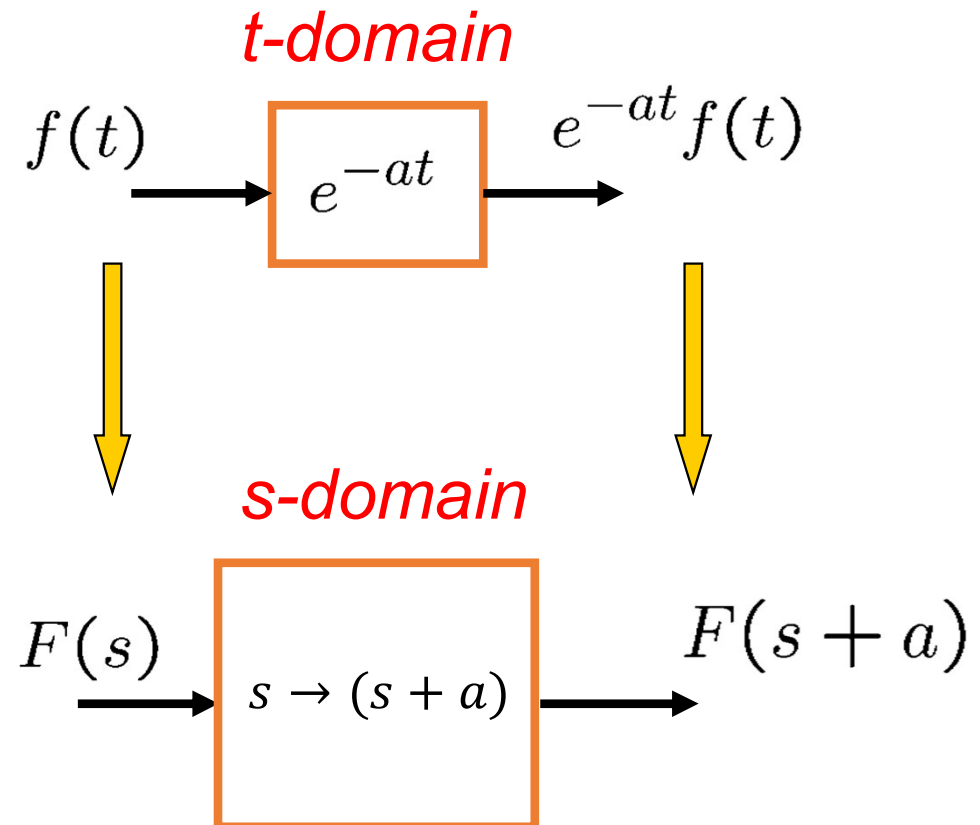 t-domain
f(t)
e^{-at}
e^{-at}f(t)
s-domain
F(s)
s → (s + a)
F(s + a)